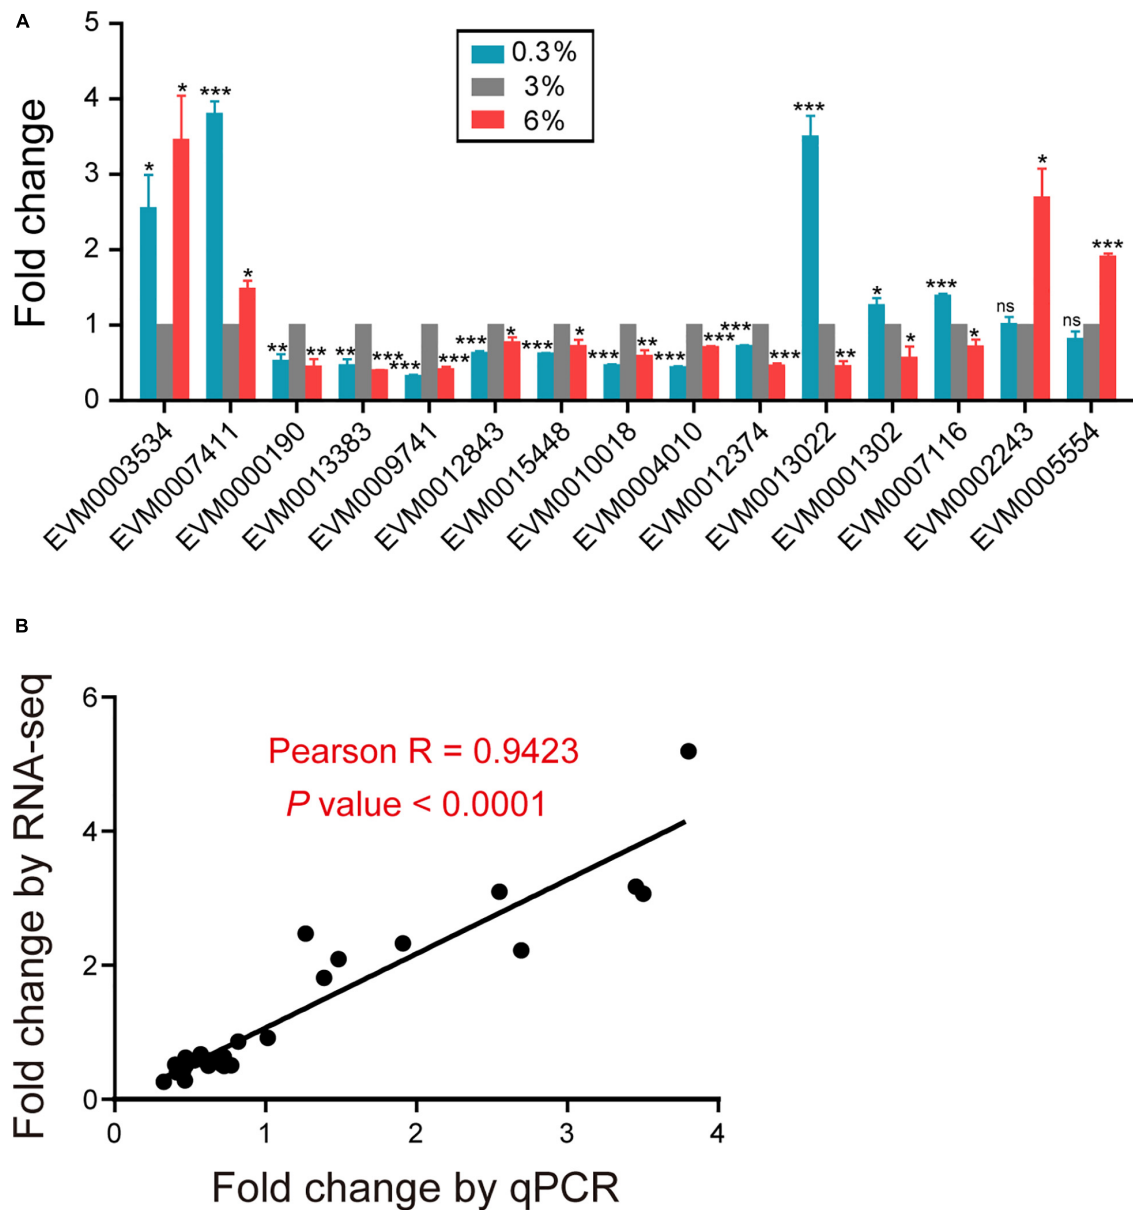 A
Fold change
5
4
3
2
1
0
0.3%
3%
6%
* * *** * ** ** ** *** *** *** *** * *** * *** ** *** *** *** *** *** ** * * *** * ns * ns ***
EVM0003534
EVM0007411
EVM0000190
EVM0013383
EVM0009741
EVM0012843
EVM0015448
EVM0010018
EVM0004010
EVM0012374
EVM0013022
EVM0001302
EVM0007116
EVM0002243
EVM0005554
B
Fold change by RNA-seq
6
4
2
0
Pearson R = 0.9423
P value < 0.0001
0 1 2 3 4
Fold change by qPCR